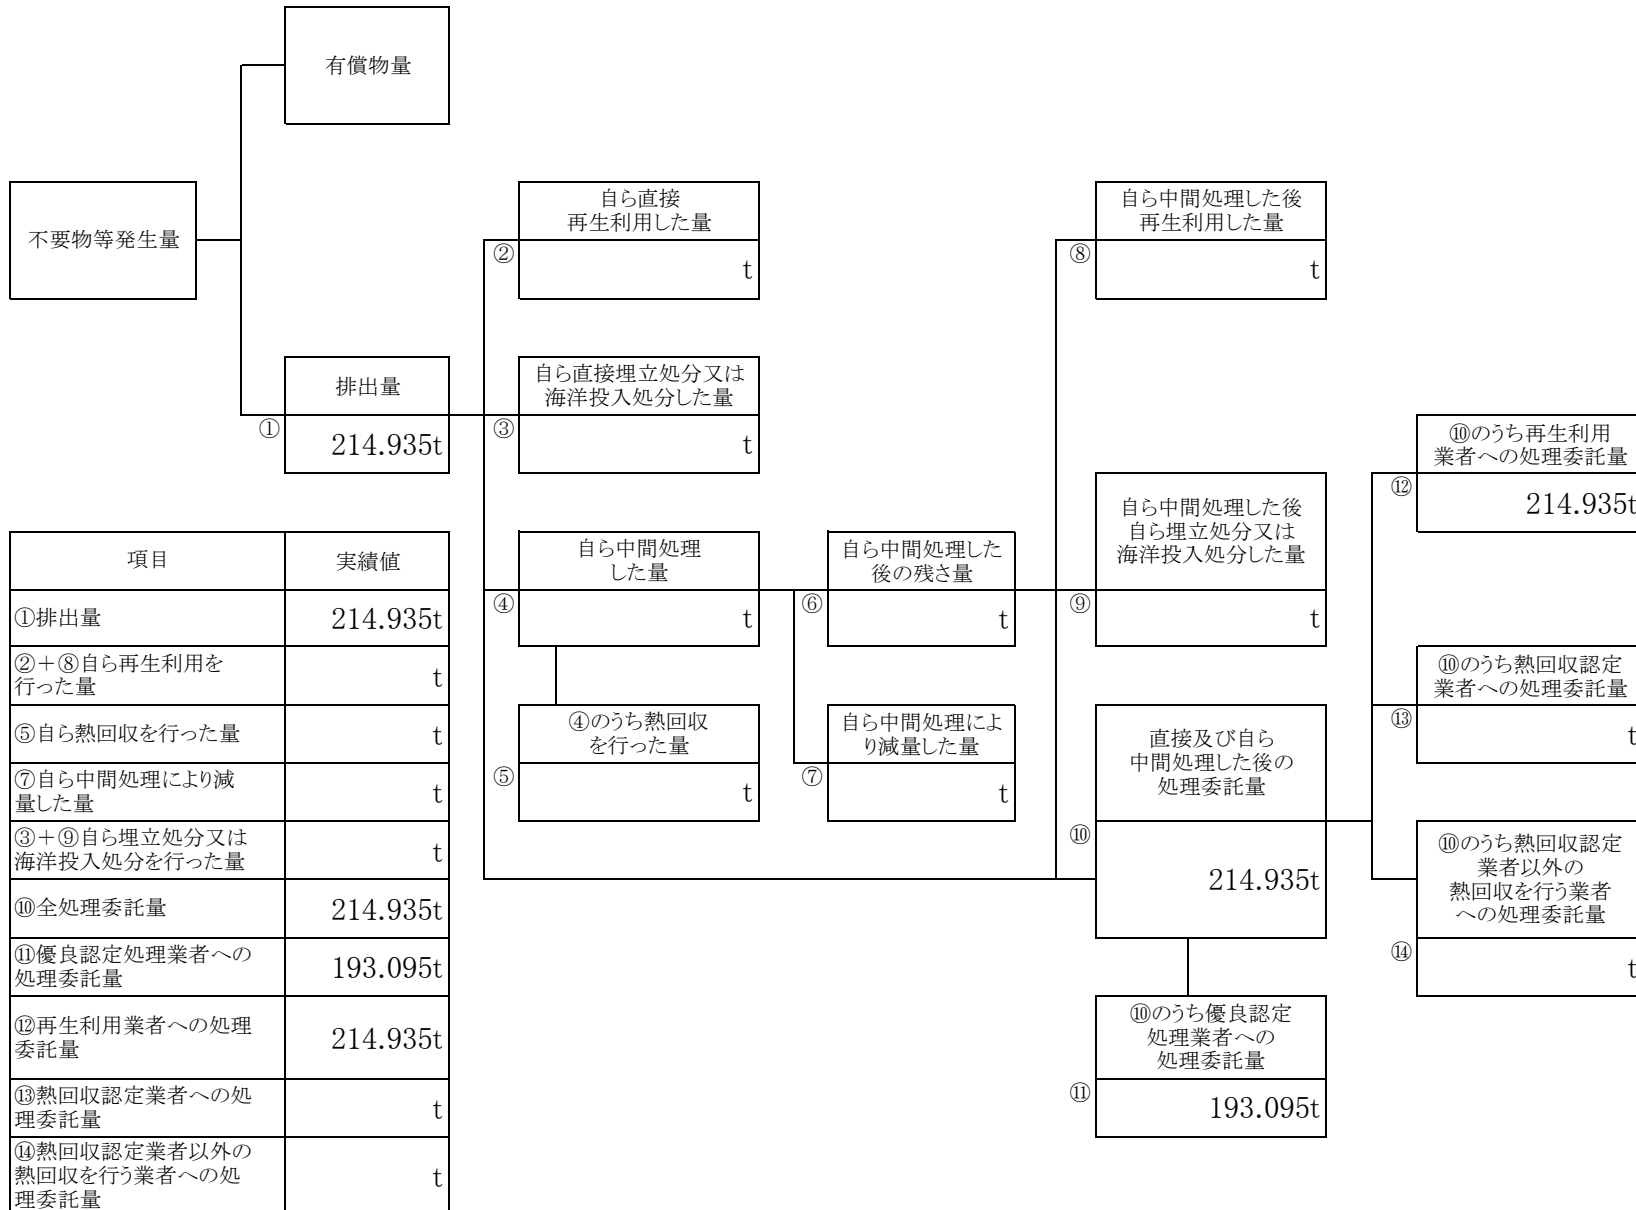 有償物量
不要物等発生量
自ら直接
再生利用した量
②
t
自ら中間処理した後
再生利用した量
⑧
t
排出量
①
214.935t
自ら直接埋立処分又は
海洋投入処分した量
③
t
⑩のうち再生利用
業者への処理委託量
⑫
214.935t
自ら中間処理した後
自ら埋立処分又は
海洋投入処分した量
⑨
t
自ら中間処理
した量
④
t
自ら中間処理した
後の残さ量
⑥
t
⑩のうち熱回収認定
業者への処理委託量
⑬
t
④のうち熱回収
を行った量
⑤
t
自ら中間処理によ
り減量した量
⑦
t
直接及び自ら
中間処理した後の
処理委託量
⑩
214.935t
⑩のうち熱回収認定
業者以外の
熱回収を行う業者
への処理委託量
⑭
t
⑩のうち優良認定
処理業者への
処理委託量
⑪
193.095t
項目 実績値
①排出量 214.935t
②＋⑧自ら再生利用を
行った量 t
⑤自ら熱回収を行った量 t
⑦自ら中間処理により減
量した量 t
③＋⑨自ら埋立処分又は
海洋投入処分を行った量 t
⑩全処理委託量 214.935t
⑪優良認定処理業者への
処理委託量 193.095t
⑫再生利用業者への処理
委託量 214.935t
⑬熱回収認定業者への処
理委託量 t
⑭熱回収認定業者以外の
熱回収を行う業者への処
理委託量 t